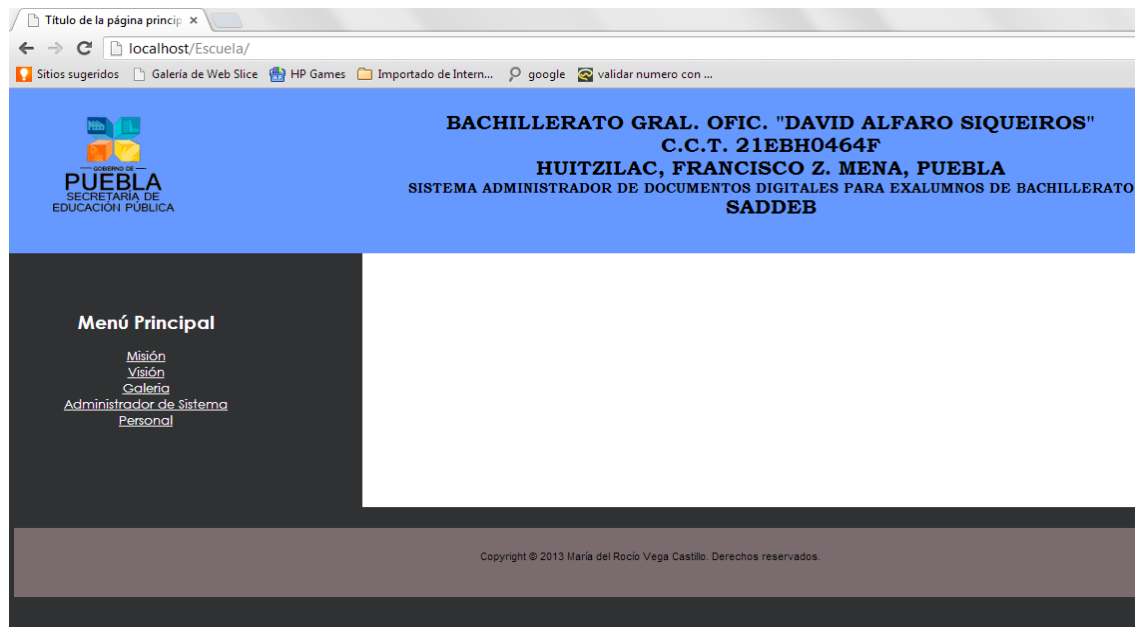 Título de la página princip
localhost/Escuela/
Sitios sugeridos Galería de Web Slice HP Games Importado de Intern... google validar numero con ...
GOBIERNO DE
PUEBLA
SECRETARÍA DE
EDUCACIÓN PÚBLICA
BACHILLERATO GRAL. OFIC. "DAVID ALFARO SIQUEIROS"
C.C.T. 21EBH0464F
HUITZILAC, FRANCISCO Z. MENA, PUEBLA
SISTEMA ADMINISTRADOR DE DOCUMENTOS DIGITALES PARA EXALUMNOS DE BACHILLERATO
SADDEB
Menú Principal
Misión
Visión
Galeria
Administrador de Sistema
Personal
Copyright © 2013 María del Rocío Vega Castillo. Derechos reservados.